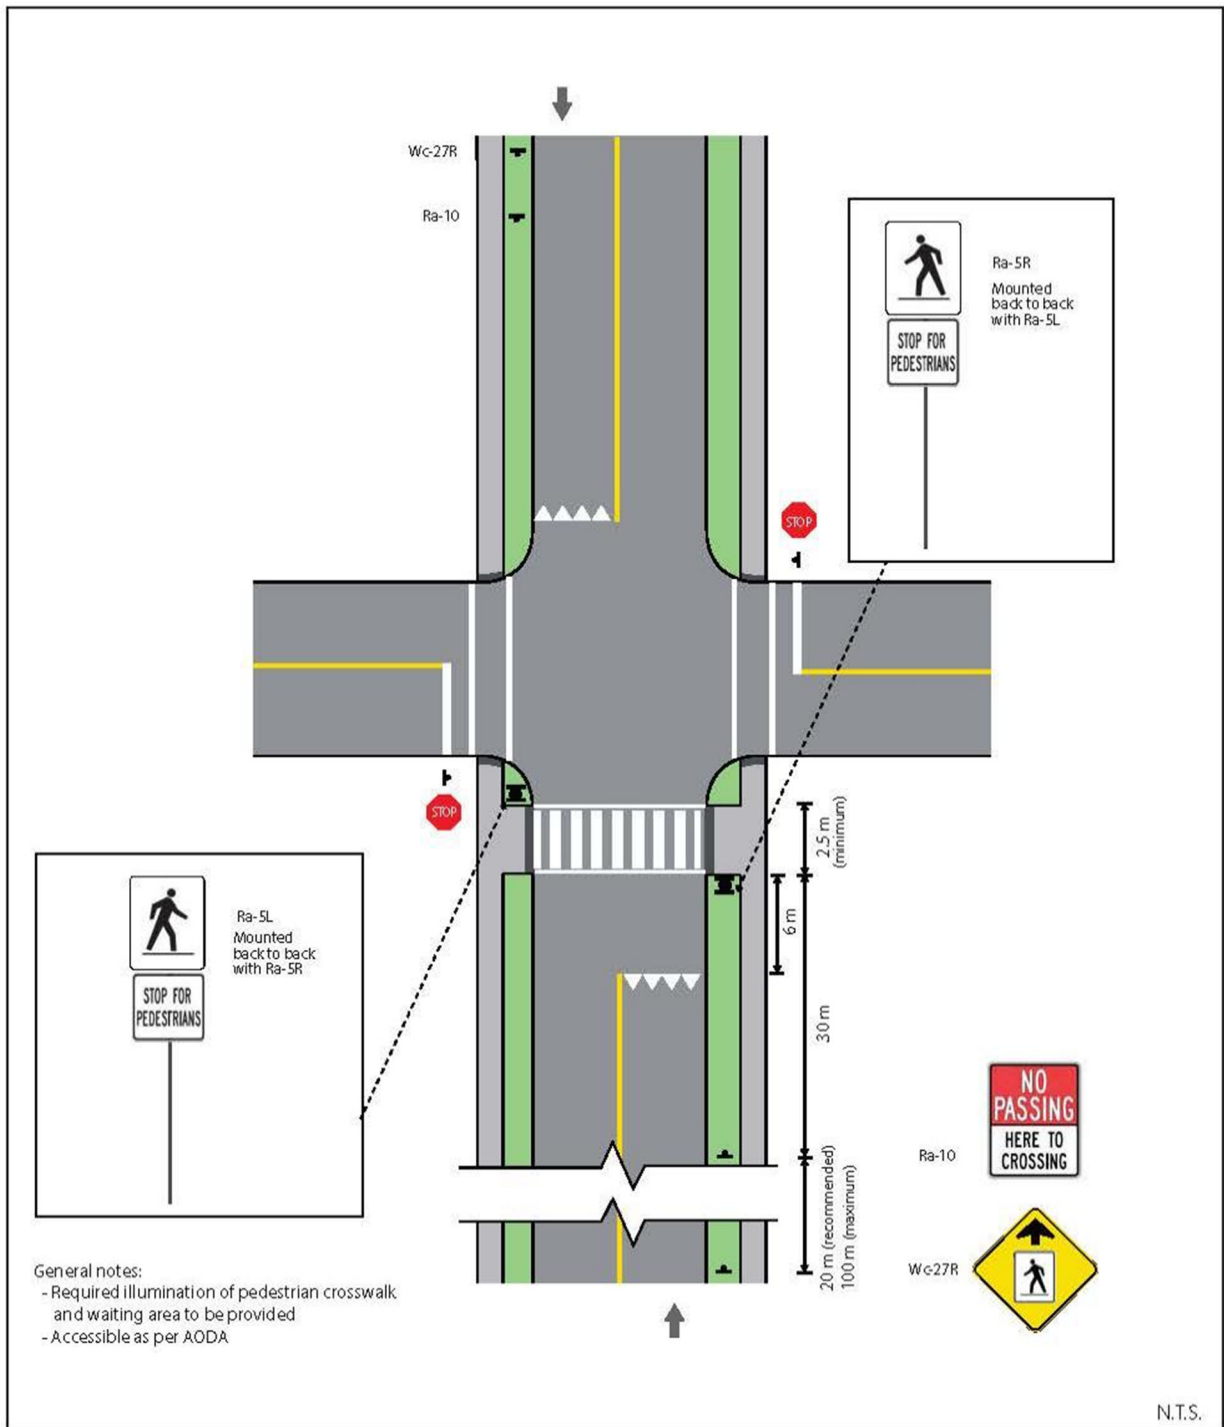 Wc-27R
Ra-10
Ra-5R
Mounted
back to back
with Ra-5L
STOP FOR
PEDESTRIANS
STOP
STOP
2.5 m
(minimum)
6 m
30 m
20 m (recommended)
100 m (maximum)
Ra-5L
Mounted
back to back
with Ra-5R
STOP FOR
PEDESTRIANS
NO
PASSING
HERE TO
CROSSING
Ra-10
Wc-27R
General notes:
- Required illumination of pedestrian crosswalk
and waiting area to be provided
- Accessible as per AODA
N.T.S.